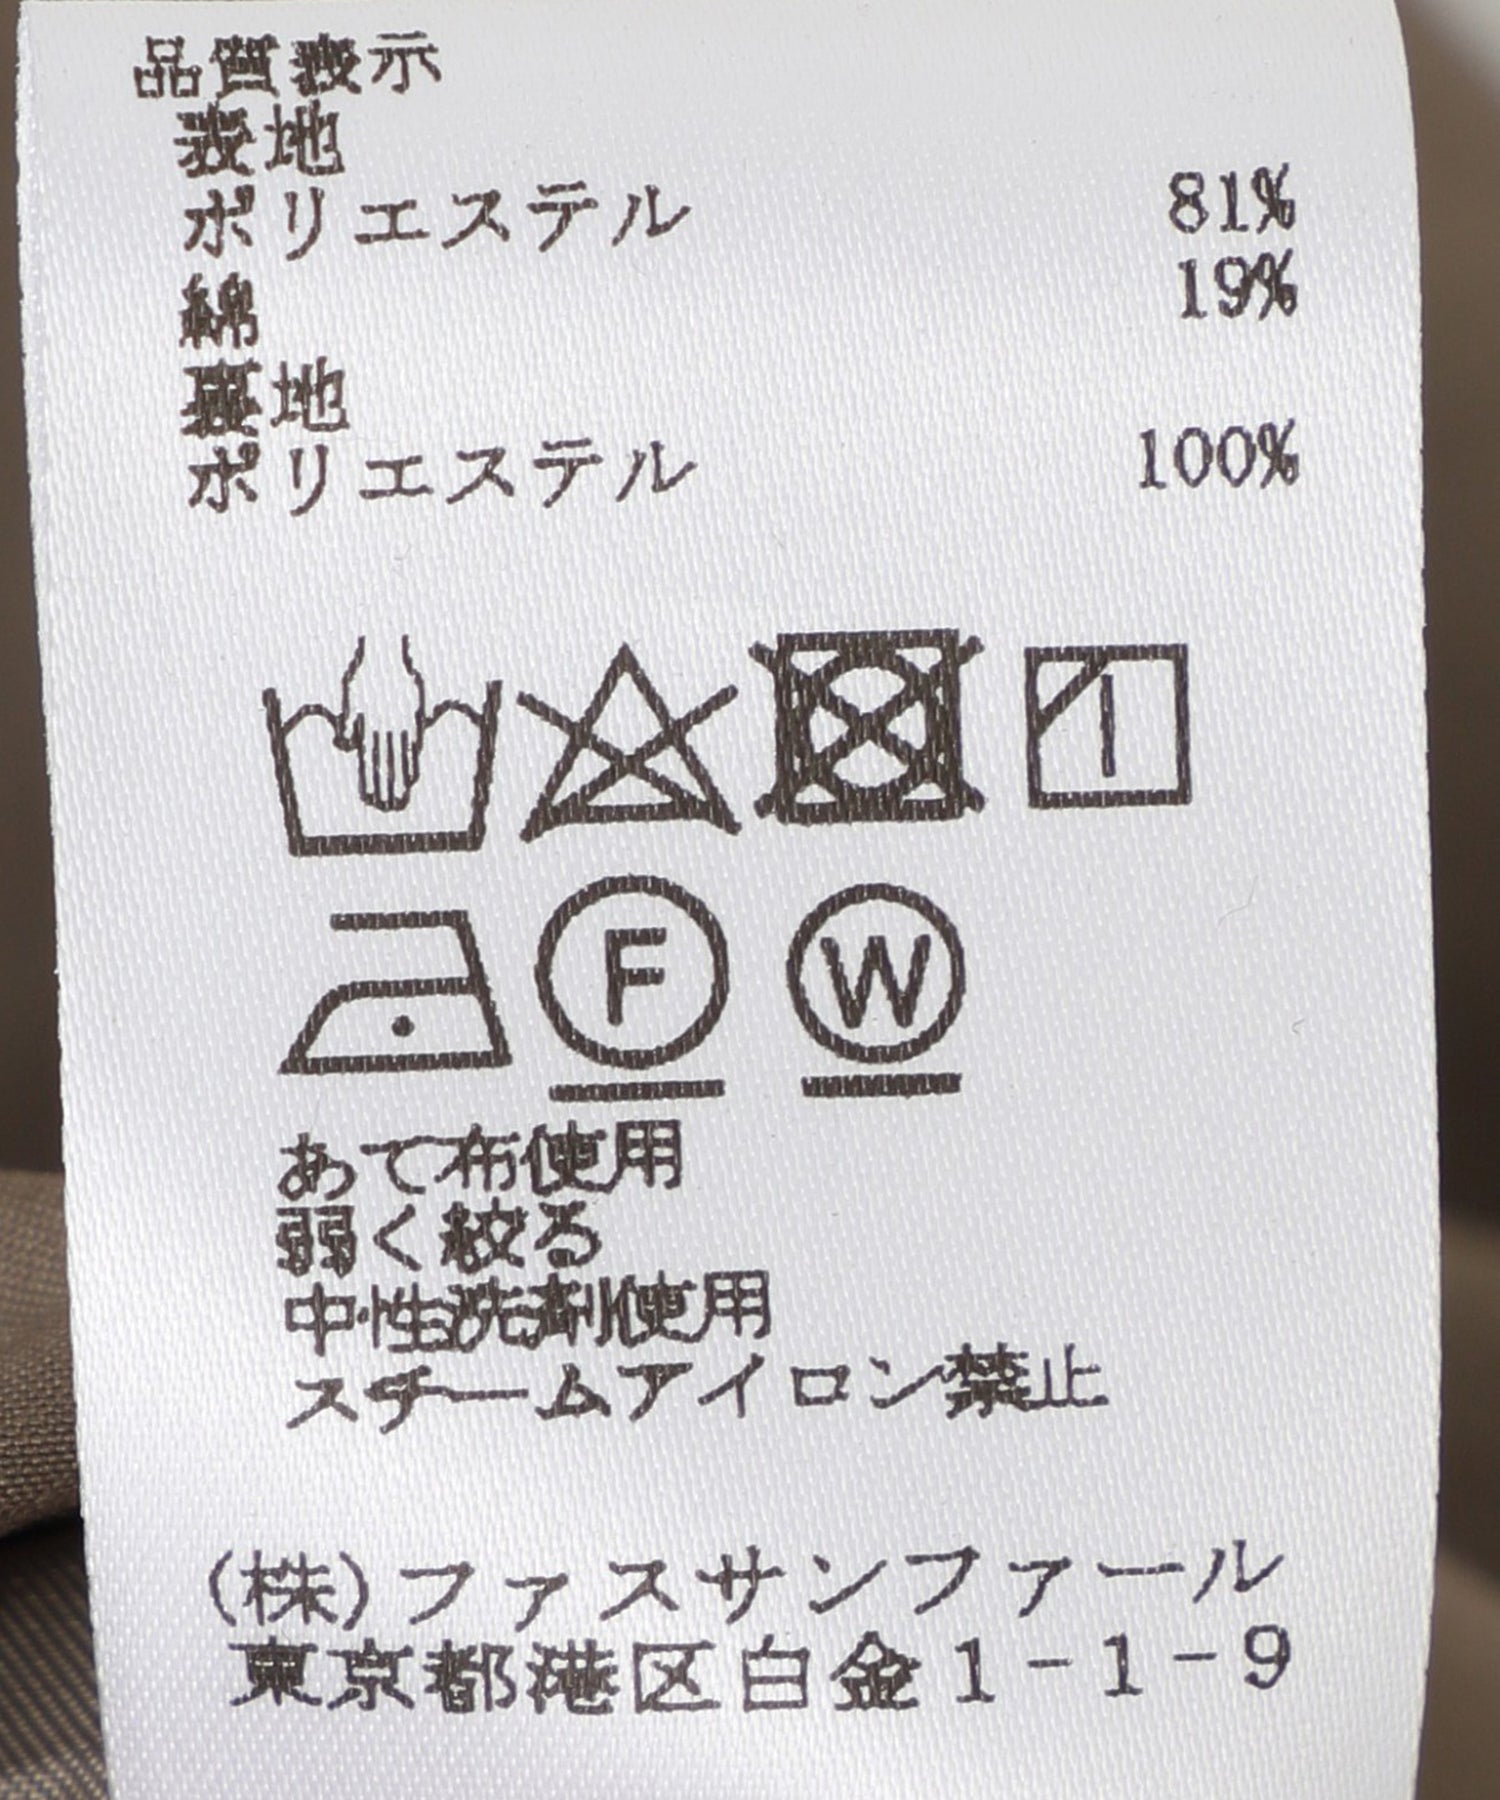 品質表示
表地
ポリエステル 81%
綿 19%
裏地
ポリエステル 100%
F W
あて布使用
弱く絞る
中性洗剤使用
スチームアイロン禁止
(株)ファスサンファール
東京都港区白金1-1-9